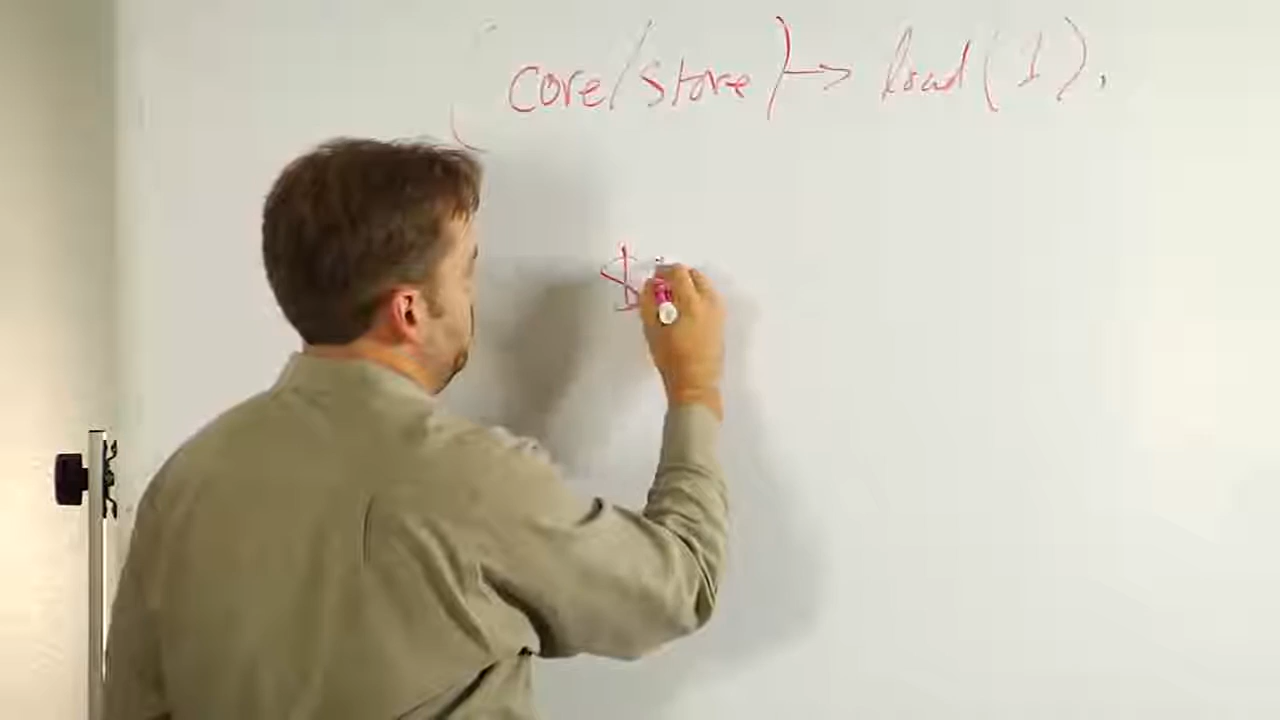 (core/store)→ load(1).
$